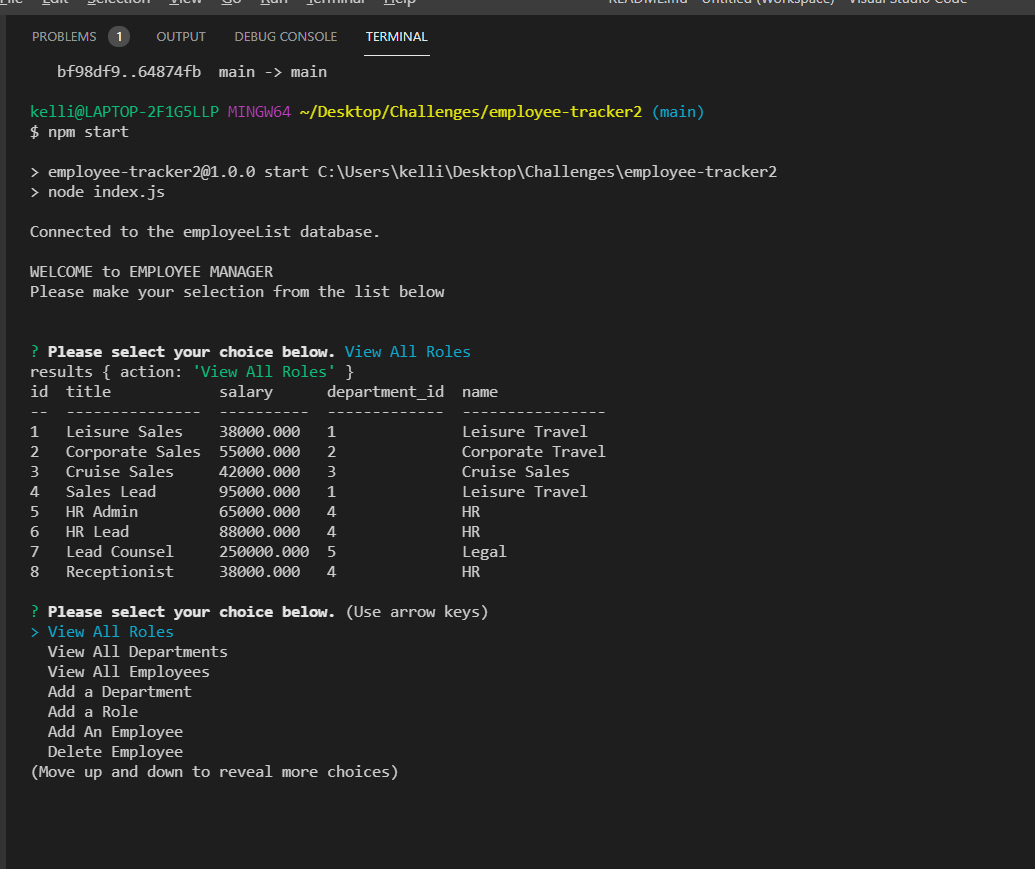 File Edit Selection View Go Run Terminal Help README.md - Untitled (Workspace) - Visual Studio Code
PROBLEMS 1 OUTPUT DEBUG CONSOLE TERMINAL
bf98df9..64874fb  main -> main
kelli@LAPTOP-2F1G5LLP MINGW64 ~/Desktop/Challenges/employee-tracker2 (main)
$ npm start
> employee-tracker2@1.0.0 start C:\Users\kelli\Desktop\Challenges\employee-tracker2
> node index.js
Connected to the employeeList database.
WELCOME to EMPLOYEE MANAGER
Please make your selection from the list below
? Please select your choice below. View All Roles
results { action: 'View All Roles' }
id  title            salary      department_id  name
--  ---------------  ----------  -------------  ----------------
1   Leisure Sales    38000.000   1              Leisure Travel
2   Corporate Sales  55000.000   2              Corporate Travel
3   Cruise Sales     42000.000   3              Cruise Sales
4   Sales Lead       95000.000   1              Leisure Travel
5   HR Admin         65000.000   4              HR
6   HR Lead          88000.000   4              HR
7   Lead Counsel     250000.000  5              Legal
8   Receptionist     38000.000   4              HR
? Please select your choice below. (Use arrow keys)
> View All Roles
  View All Departments
  View All Employees
  Add a Department
  Add a Role
  Add An Employee
  Delete Employee
(Move up and down to reveal more choices)